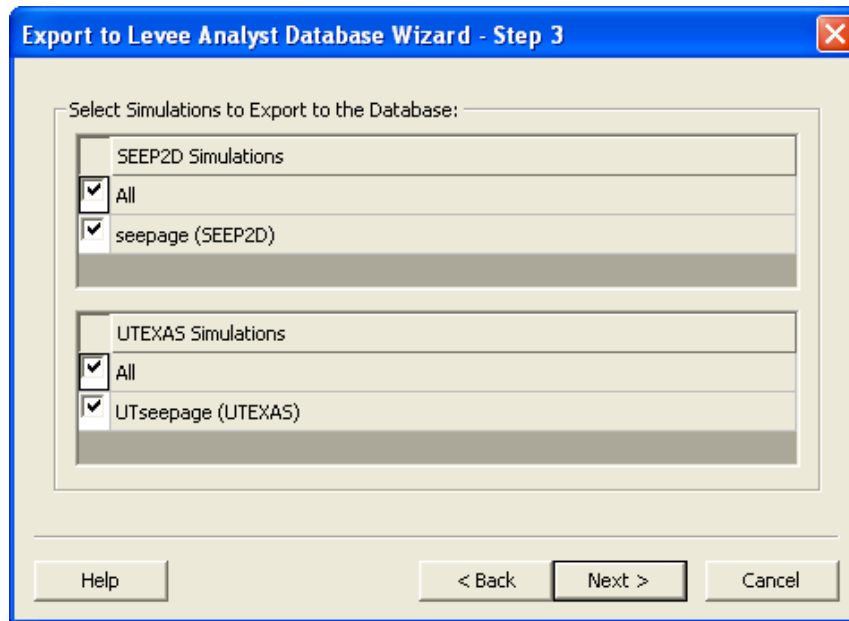 Export to Levee Analyst Database Wizard - Step 3
Select Simulations to Export to the Database:
SEEP2D Simulations
All
seepage (SEEP2D)
UTEXAS Simulations
All
UTseepage (UTEXAS)
Help < Back Next > Cancel